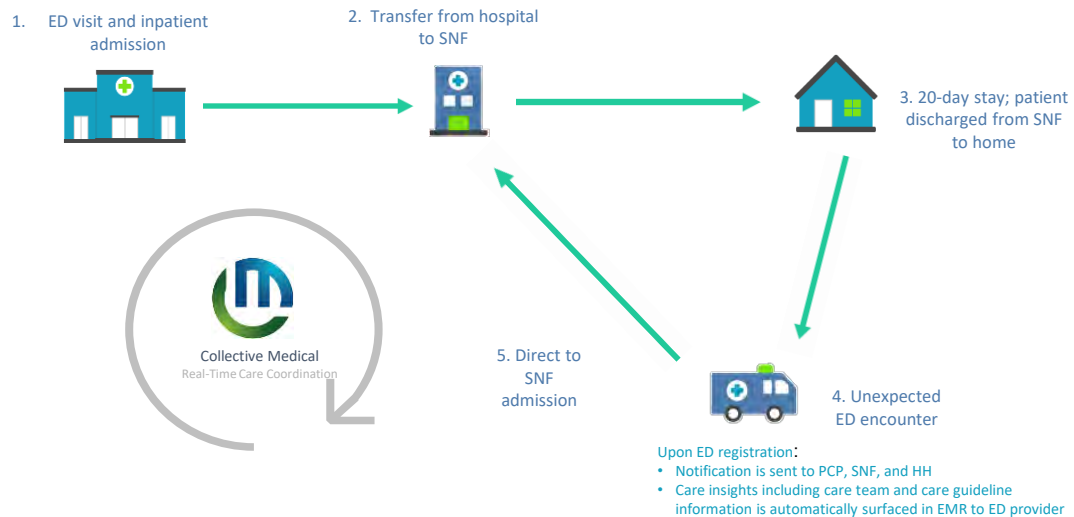 1. ED visit and inpatient
admission
2. Transfer from hospital
to SNF
3. 20-day stay; patient
discharged from SNF
to home
Collective Medical
Real-Time Care Coordination
5. Direct to
SNF
admission
4. Unexpected
ED encounter
Upon ED registration:
• Notification is sent to PCP, SNF, and HH
• Care insights including care team and care guideline
information is automatically surfaced in EMR to ED provider